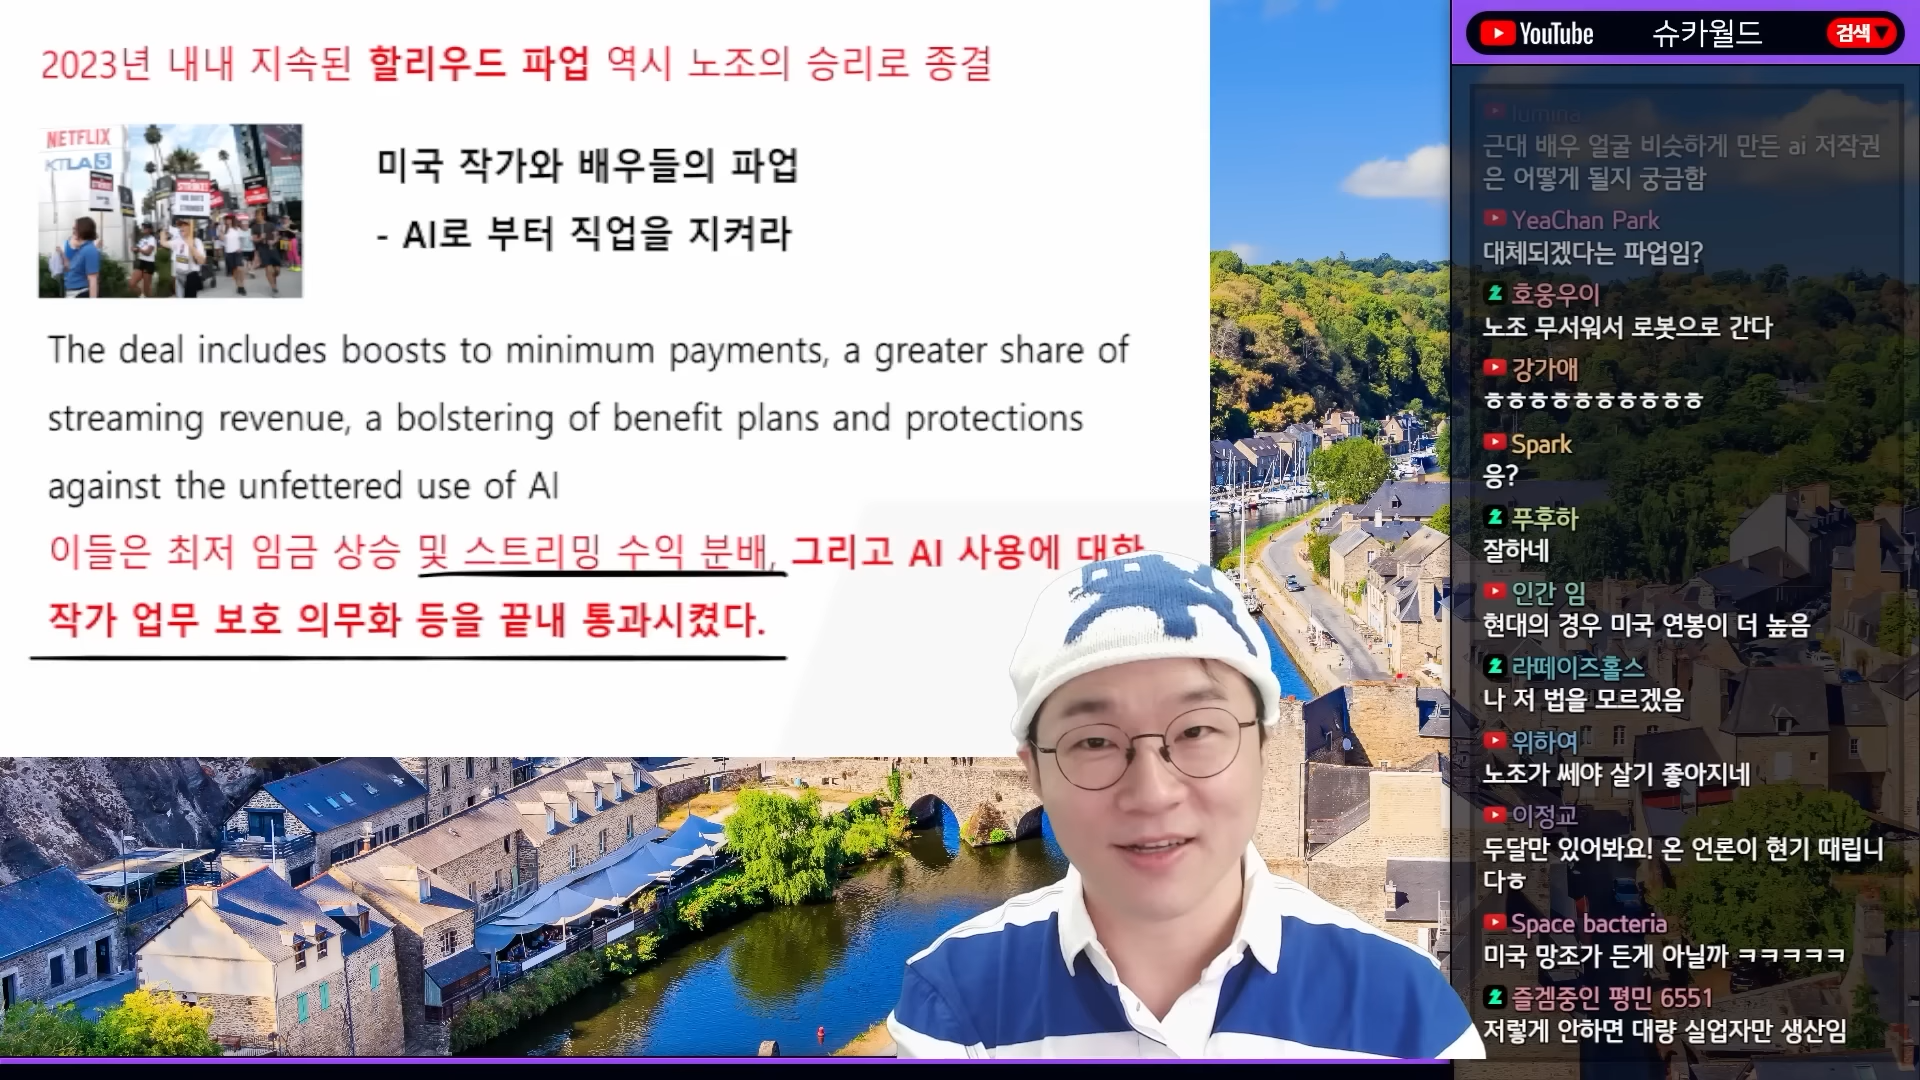 2023년 내내 지속된 할리우드 파업 역시 노조의 승리로 종결
NETFLIX
KTLA 5
미국 작가와 배우들의 파업
- AI로 부터 직업을 지켜라
The deal includes boosts to minimum payments, a greater share of
streaming revenue, a bolstering of benefit plans and protections
against the unfettered use of AI
이들은 최저 임금 상승 및 스트리밍 수익 분배, 그리고 AI 사용에 대한
작가 업무 보호 의무화 등을 끝내 통과시켰다.
YouTube 슈카월드 검색▼
lumina
근대 배우 얼굴 비슷하게 만든 ai 저작권
은 어떻게 될지 궁금함
YeaChan Park
대체되겠다는 파업임?
호웅우이
노조 무서워서 로봇으로 간다
강가애
ㅎㅎㅎㅎㅎㅎㅎㅎㅎㅎ
Spark
응?
푸후하
잘하네
인간 임
현대의 경우 미국 연봉이 더 높음
라떼이즈홀스
나 저 법을 모르겠음
위하여
노조가 쎄야 살기 좋아지네
이정교
두달만 있어봐요! 온 언론이 현기 때립니
다ㅎ
Space bacteria
미국 망조가 든게 아닐까 ㅋㅋㅋㅋㅋ
즐겜중인 평민 6551
저렇게 안하면 대량 실업자만 생산임